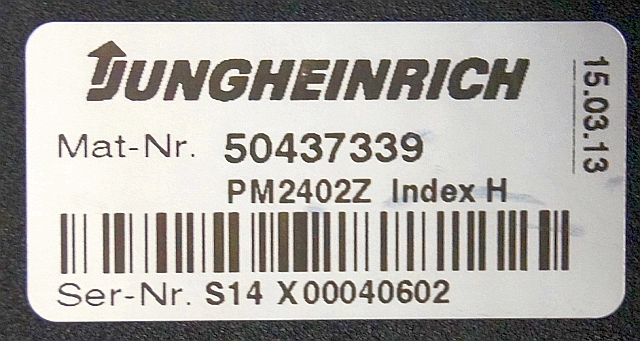 JUNGHEINRICH
15.03.13
Mat-Nr. 50437339
PM2402Z Index H
Ser-Nr. S14 X00040602